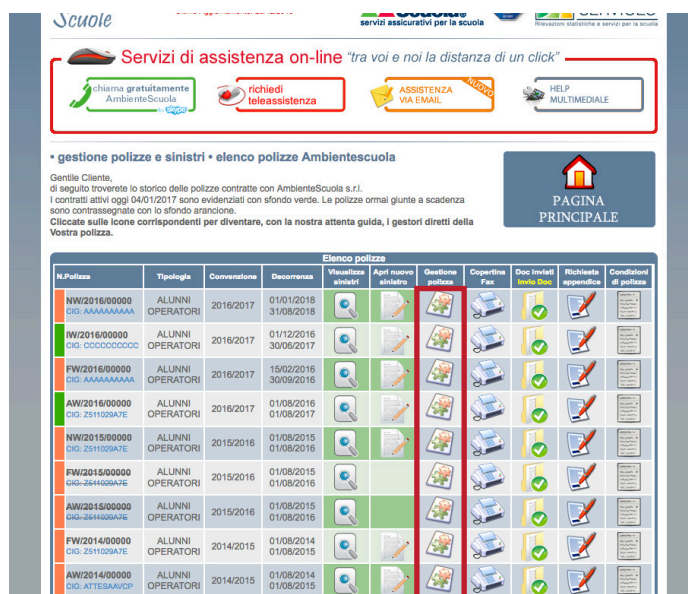 Scuole
servizi assicurativi per la scuola
Rilevazioni statistiche e servizi per la scuola
Servizi di assistenza on-line "tra voi e noi la distanza di un click"
chiama gratuitamente
AmbienteScuola
skype
richiedi
teleassistenza
ASSISTENZA
VIA EMAIL
NUOVO
HELP
MULTIMEDIALE
• gestione polizze e sinistri • elenco polizze Ambientescuola
Gentile Cliente,
di seguito troverete lo storico delle polizze contratte con AmbienteScuola s.r.l.
I contratti attivi oggi 04/01/2017 sono evidenziati con sfondo verde. Le polizze ormai giunte a scadenza
sono contrassegnate con lo sfondo arancione.
Cliccate sulle icone corrispondenti per diventare, con la nostra attenta guida, i gestori diretti della
Vostra polizza.
PAGINA
PRINCIPALE
Elenco polizze
N.Polizza Tipologia Convenzione Decorrenza Visualizza sinistri Apri nuovo sinistro Gestione polizza Copertina Fax Doc Inviati Invio Doc Richiesta appendice Condizioni di polizza
NW/2016/00000 ALUNNI 01/01/2018
CIG: AAAAAAAAAA OPERATORI 2016/2017 31/08/2018
IW/2016/00000 ALUNNI 01/12/2016
CIG: CCCCCCCCCC OPERATORI 2016/2017 30/06/2017
FW/2016/00000 ALUNNI 15/02/2016
CIG: AAAAAAAAAA OPERATORI 2016/2017 30/09/2016
AW/2016/00000 ALUNNI 01/08/2016
CIG: Z511029A7E OPERATORI 2016/2017 01/08/2017
NW/2015/00000 ALUNNI 01/08/2015
CIG: Z511029A7E OPERATORI 2015/2016 01/08/2016
FW/2015/00000 ALUNNI 01/08/2015
CIG: Z511029A7E OPERATORI 2015/2016 01/08/2016
AW/2015/00000 ALUNNI 01/08/2015
CIG: Z511029A7E OPERATORI 2015/2016 01/08/2016
FW/2014/00000 ALUNNI 01/08/2014
CIG: Z511029A7E OPERATORI 2014/2015 01/08/2015
AW/2014/00000 ALUNNI 01/08/2014
CIG: ATTESAAVCP OPERATORI 2014/2015 01/08/2015